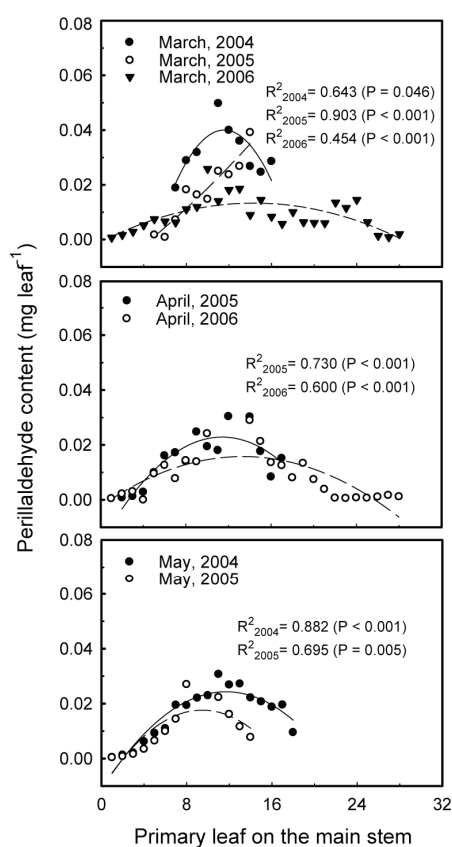 0.08
March, 2004
March, 2005
March, 2006
R²2004= 0.643 (P = 0.046)
R²2005= 0.903 (P < 0.001)
R²2006= 0.454 (P < 0.001)
0.06
0.04
0.02
0.00
0.08
April, 2005
April, 2006
R²2005= 0.730 (P < 0.001)
R²2006= 0.600 (P < 0.001)
0.06
0.04
0.02
0.00
Perillaldehyde content (mg leaf⁻¹)
0.08
May, 2004
May, 2005
R²2004= 0.882 (P < 0.001)
R²2005= 0.695 (P = 0.005)
0.06
0.04
0.02
0.00
0 8 16 24 32
Primary leaf on the main stem